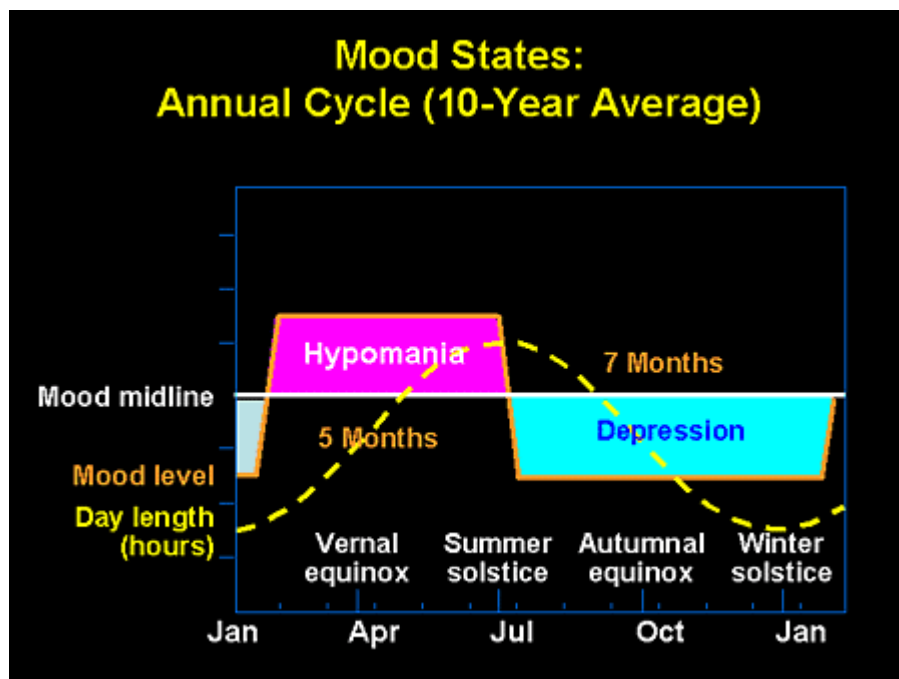 Mood States:
Annual Cycle (10-Year Average)
Hypomania
7 Months
Mood midline
5 Months
Depression
Mood level
Day length
(hours)
Vernal
equinox
Summer
solstice
Autumnal
equinox
Winter
solstice
Jan
Apr
Jul
Oct
Jan